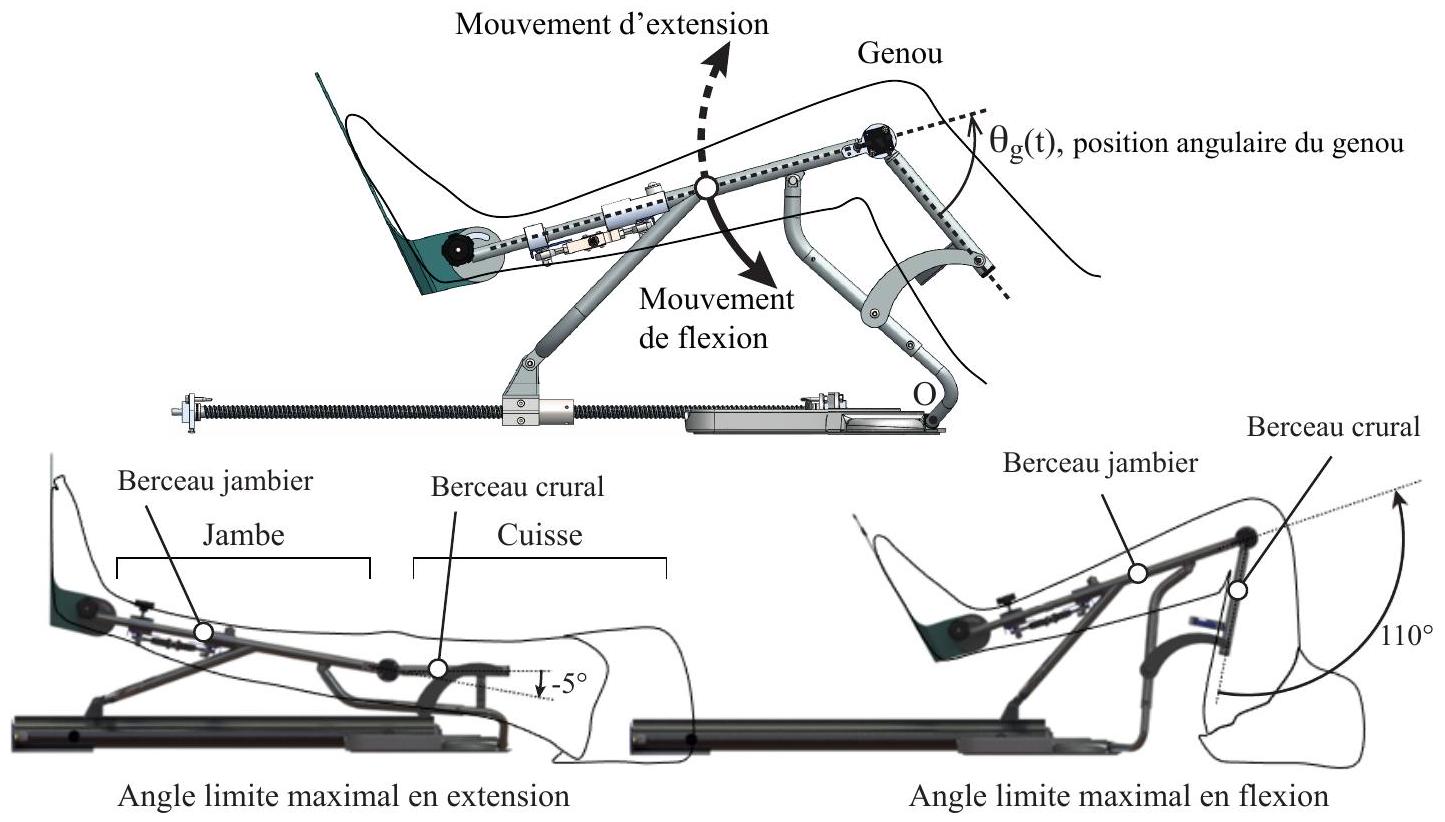 Mouvement d'extension
Genou
θg(t), position angulaire du genou
Mouvement
de flexion
O
Berceau crural
Berceau jambier
Berceau jambier
Berceau crural
Jambe
Cuisse
-5°
110°
Angle limite maximal en extension
Angle limite maximal en flexion